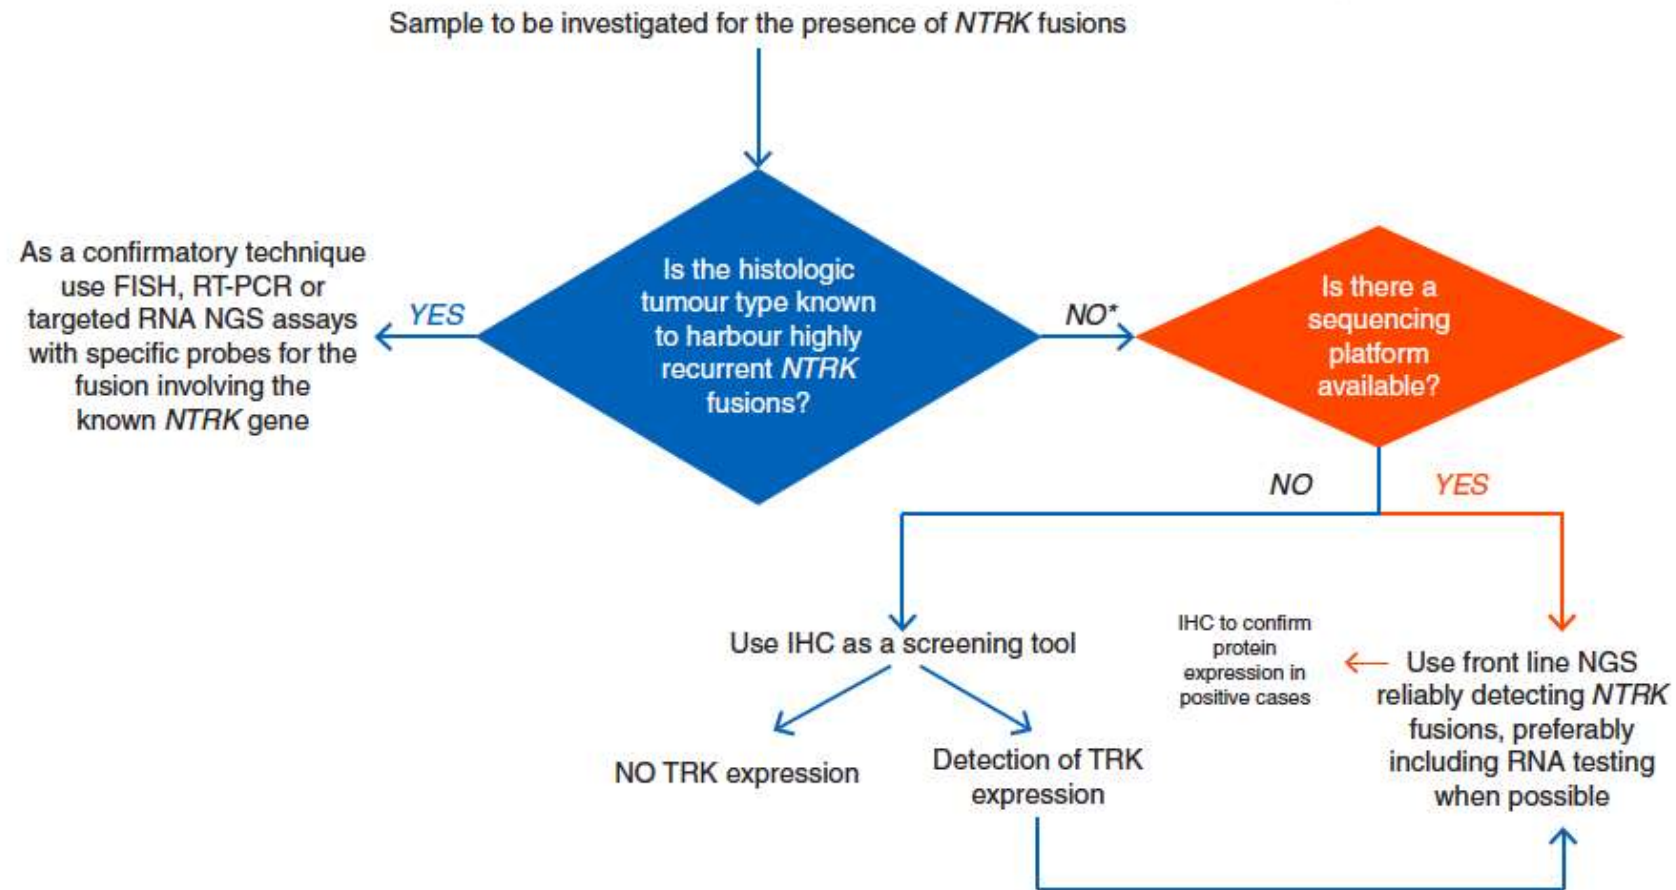 Sample to be investigated for the presence of NTRK fusions
As a confirmatory technique
use FISH, RT-PCR or
targeted RNA NGS assays
with specific probes for the
fusion involving the
known NTRK gene
YES
Is the histologic
tumour type known
to harbour highly
recurrent NTRK
fusions?
NO*
Is there a
sequencing
platform
available?
NO
YES
Use IHC as a screening tool
IHC to confirm
protein
expression in
positive cases
Use front line NGS
reliably detecting NTRK
fusions, preferably
including RNA testing
when possible
NO TRK expression
Detection of TRK
expression